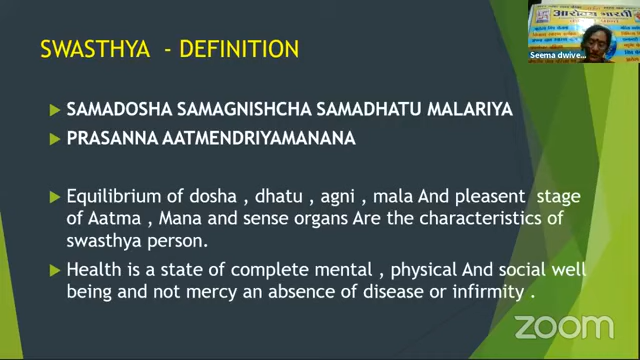 आरोग्य भारती
Seema dwive...
SWASTHYA - DEFINITION
SAMADOSHA SAMAGNISHCHA SAMADHATU MALARIYA
PRASANNA AATMENDRIYAMANANA
Equilibrium of dosha , dhatu , agni , mala And pleasent stage
of Aatma , Mana and sense organs Are the characteristics of
swasthya person.
Health is a state of complete mental , physical And social well
being and not mercy an absence of disease or infirmity .
zoom